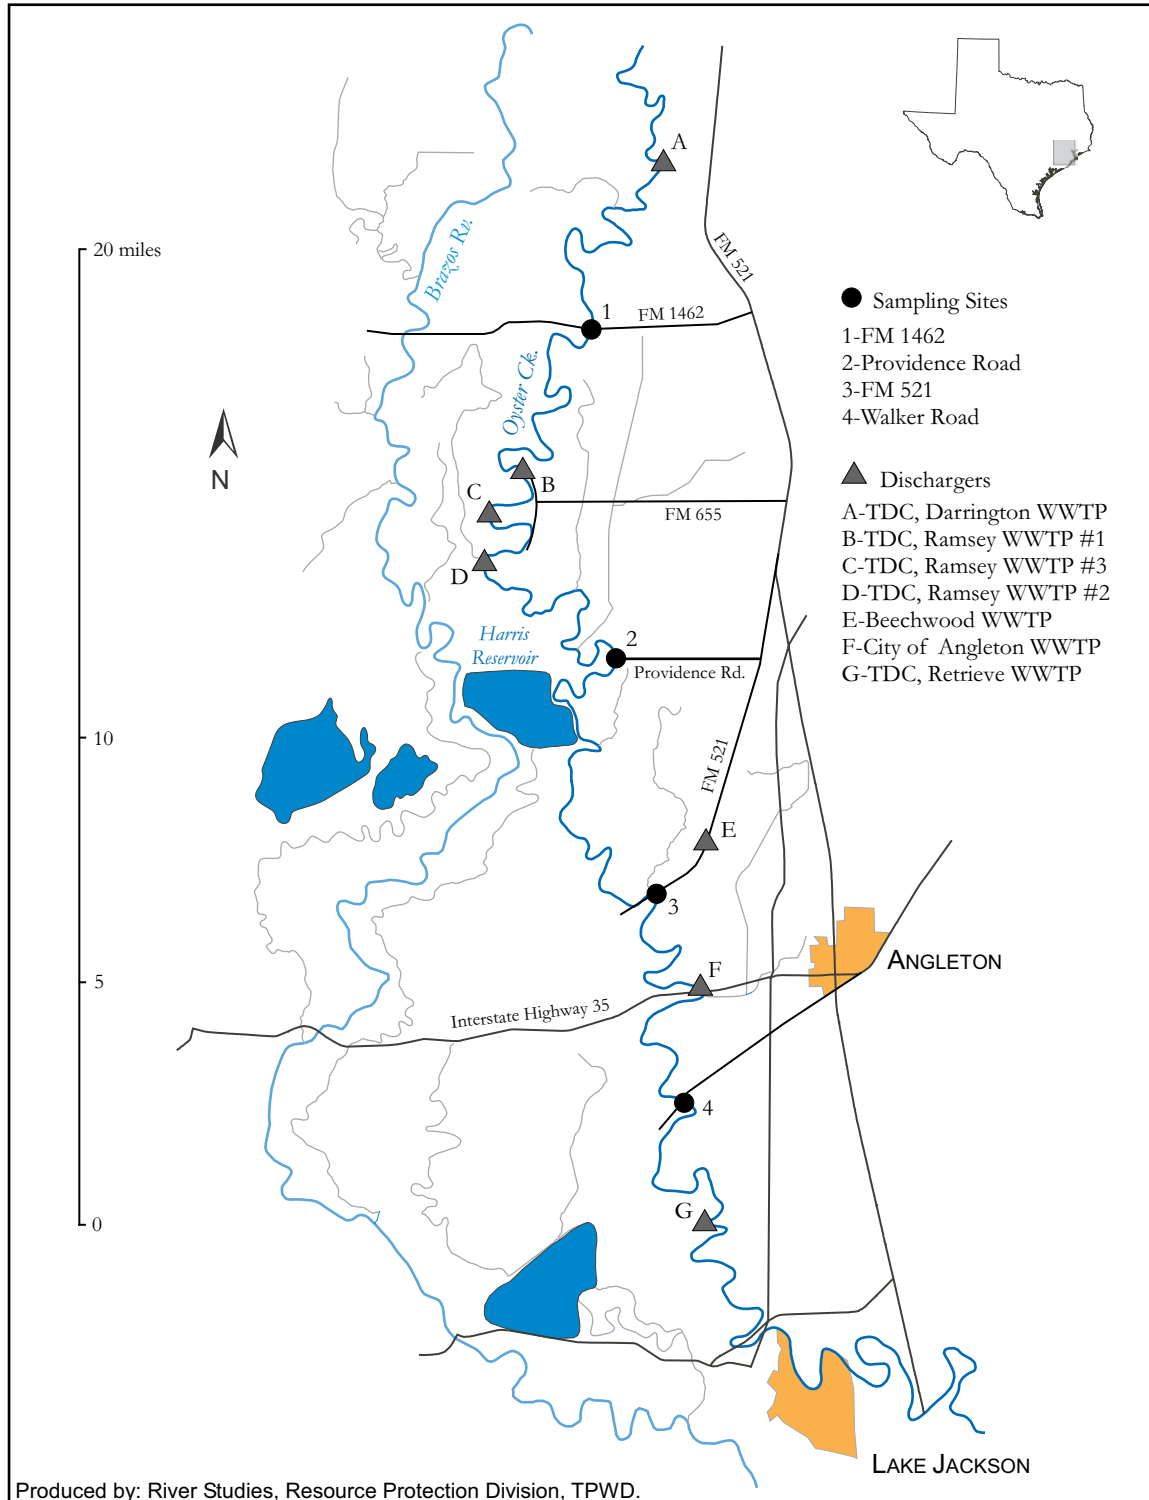 A
20 miles
Brazos Rv.
FM 521
1
FM 1462
Sampling Sites
1-FM 1462
2-Providence Road
3-FM 521
4-Walker Road
Oyster Ck.
N
C
B
FM 655
D
Dischargers
A-TDC, Darrington WWTP
B-TDC, Ramsey WWTP #1
C-TDC, Ramsey WWTP #3
D-TDC, Ramsey WWTP #2
E-Beechwood WWTP
F-City of Angleton WWTP
G-TDC, Retrieve WWTP
Harris
Reservoir
2
Providence Rd.
10
FM 521
E
3
ANGLETON
5
F
Interstate Highway 35
4
G
0
LAKE JACKSON
Produced by: River Studies, Resource Protection Division, TPWD.